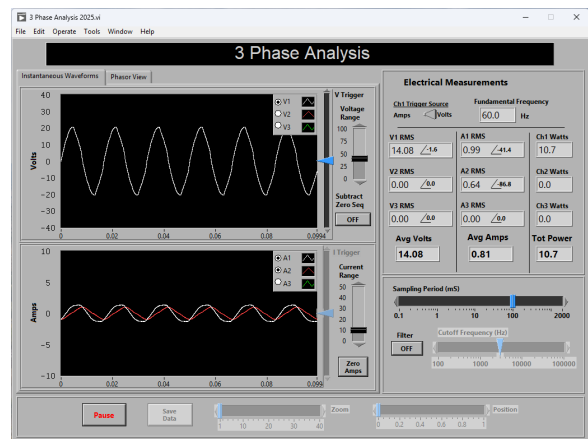 3 Phase Analysis 2025.vi
File Edit Operate Tools Window Help
3 Phase Analysis
Instantaneous Waveforms Phasor View
40
30
20
10
0
-10
-20
-30
-40
Volts
0 0.02 0.04 0.06 0.08 0.0994
V1
V2
V3
V Trigger
Voltage
Range
100
75
50
25
0
Subtract
Zero Seq
OFF
10
5
0
-5
-10
Amps
0 0.02 0.04 0.06 0.08 0.099
A1
A2
A3
I Trigger
Current
Range
50
40
30
20
10
0
Zero
Amps
Electrical Measurements
Ch1 Trigger Source
Amps Volts
Fundamental Frequency
60.0 Hz
V1 RMS A1 RMS Ch1 Watts
14.08 ∠-1.6 0.99 ∠-41.4 10.7
V2 RMS A2 RMS Ch2 Watts
0.00 ∠0.0 0.64 ∠-86.8 0.0
V3 RMS A3 RMS Ch3 Watts
0.00 ∠0.0 0.00 ∠0.0 0.0
Avg Volts Avg Amps Tot Power
14.08 0.81 10.7
Sampling Period (mS)
0.1 1 10 100 2000
Filter
OFF
Cutoff Frequency (Hz)
100 1000 10000 100000
Pause
Save
Data
Zoom
1 10 20 30 40
Position
0 0.2 0.4 0.6 0.8 1